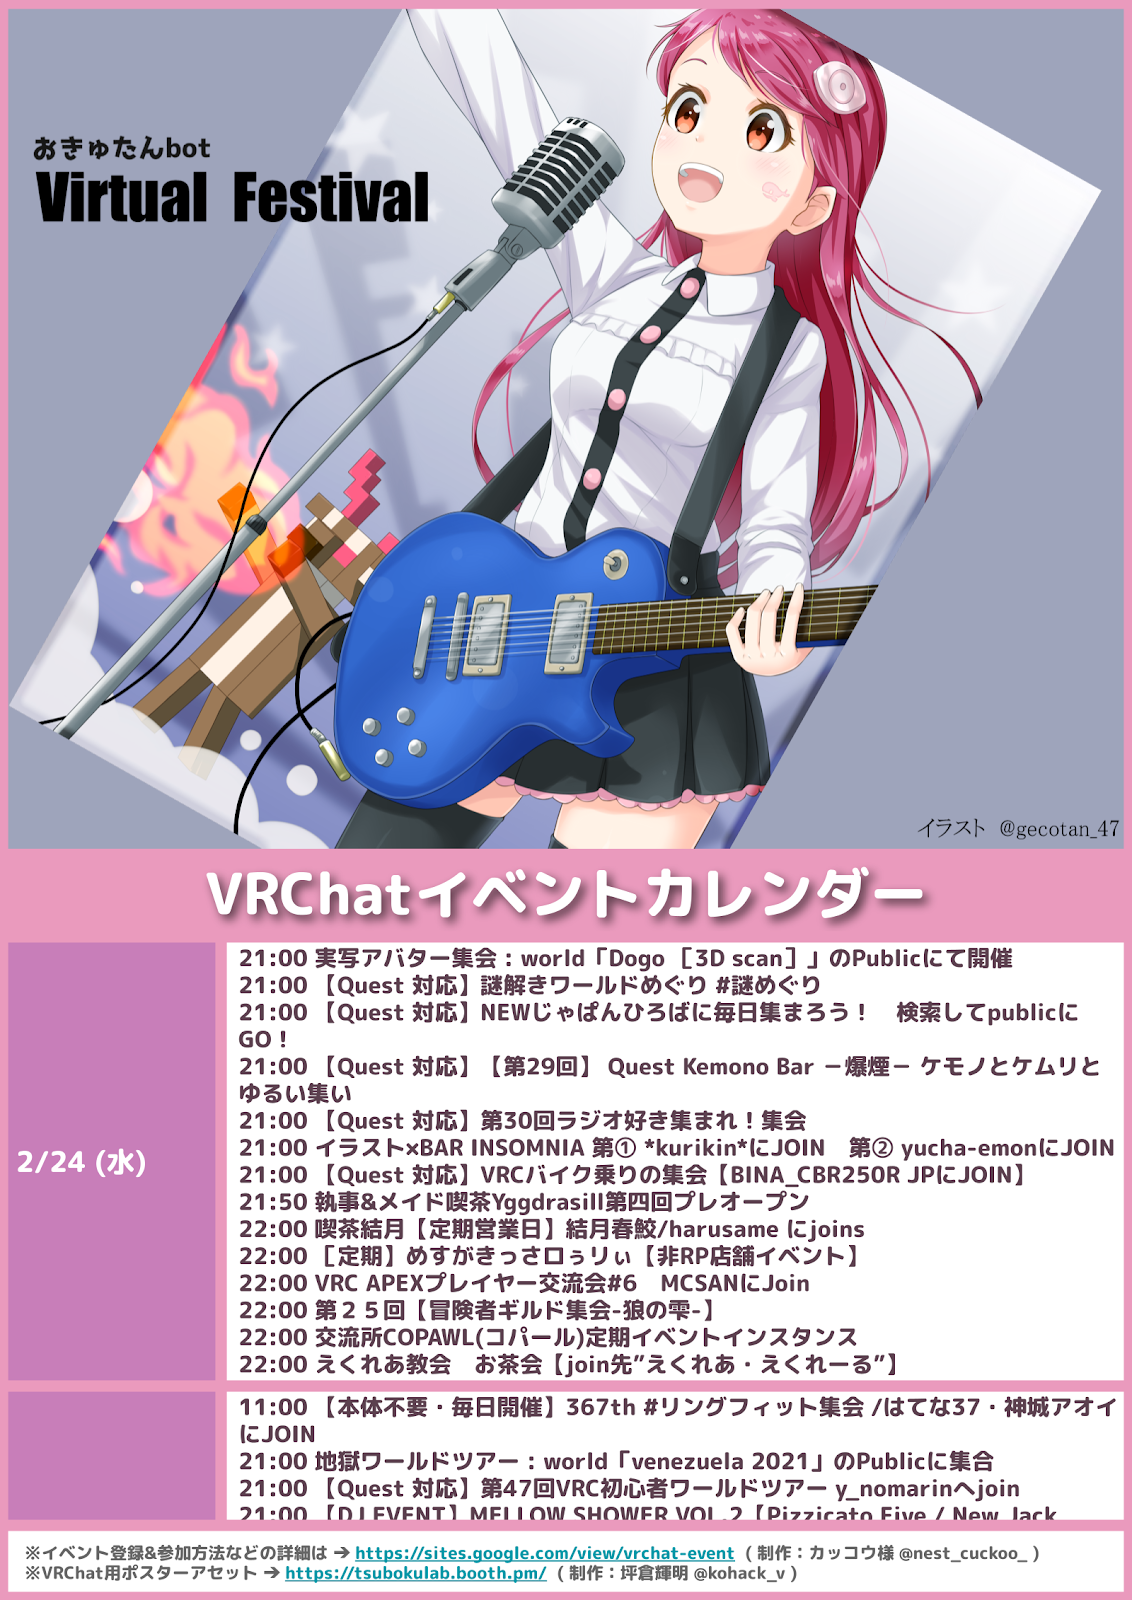 おきゅたんbot
Virtual Festival
イラスト @gecotan_47
VRChatイベントカレンダー
2/24 (水)
21:00 実写アバター集会：world「Dogo ［3D scan］」のPublicにて開催
21:00 【Quest 対応】謎解きワールドめぐり #謎めぐり
21:00 【Quest 対応】NEWじゃぱんひろばに毎日集まろう！　検索してpublicに
GO！
21:00 【Quest 対応】【第29回】 Quest Kemono Bar －爆煙－ ケモノとケムリと
ゆるい集い
21:00 【Quest 対応】第30回ラジオ好き集まれ！集会
21:00 イラスト×BAR INSOMNIA 第① *kurikin*にJOIN　第② yucha-emonにJOIN
21:00 【Quest 対応】VRCバイク乗りの集会【BINA_CBR250R JPにJOIN】
21:50 執事&メイド喫茶Yggdrasill第四回プレオープン
22:00 喫茶結月【定期営業日】結月春鮫/harusame にjoins
22:00 ［定期】めすがきっさロぅリぃ【非RP店舗イベント】
22:00 VRC APEXプレイヤー交流会#6　MCSANにJoin
22:00 第２５回【冒険者ギルド集会-狼の雫-】
22:00 交流所COPAWL(コパール)定期イベントインスタンス
22:00 えくれあ教会　お茶会【join先”えくれあ・えくれーる”】
11:00 【本体不要・毎日開催】367th #リングフィット集会 /はてな37・神城アオイ
にJOIN
21:00 地獄ワールドツアー：world「venezuela 2021」のPublicに集合
21:00 【Quest 対応】第47回VRC初心者ワールドツアー y_nomarinへjoin
21:00 【DJ EVENT】MELLOW SHOWER VOL.2【Pizzicato Five / New Jack
※イベント登録&参加方法などの詳細は ➔ https://sites.google.com/view/vrchat-event （ 制作：カッコウ様 @nest_cuckoo_ ）
※VRChat用ポスターアセット ➔ https://tsubokulab.booth.pm/ （ 制作：坪倉輝明 @kohack_v ）